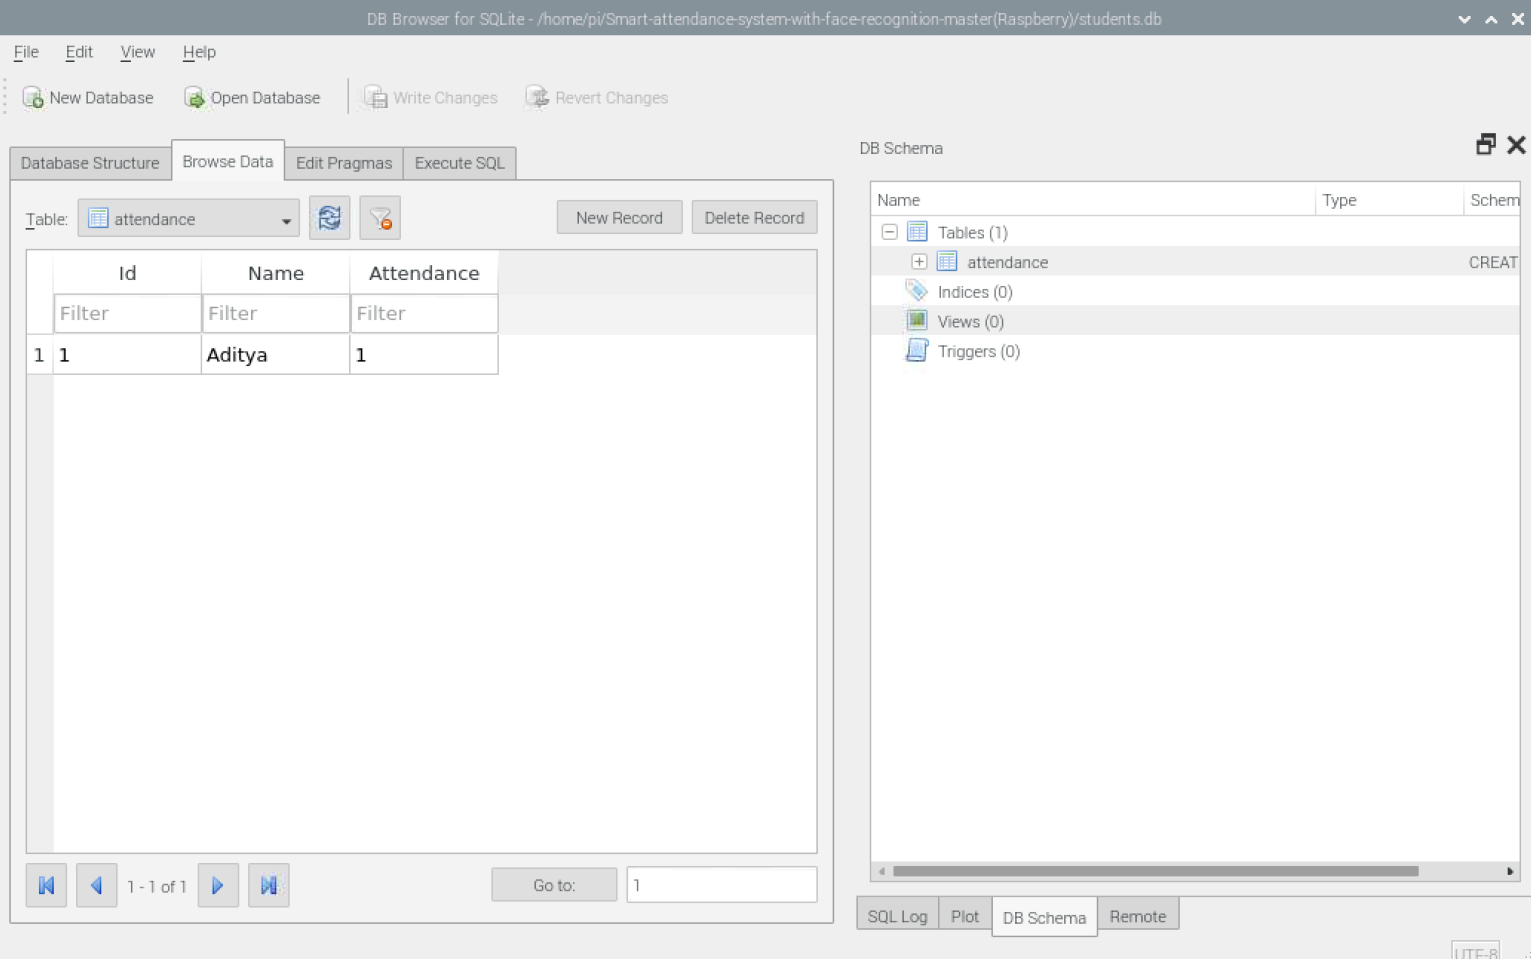 DB Browser for SQLite - /home/pi/Smart-attendance-system-with-face-recognition-master(Raspberry)/students.db
File Edit View Help
New Database Open Database Write Changes Revert Changes
Database Structure Browse Data Edit Pragmas Execute SQL
Table: attendance New Record Delete Record
Id Name Attendance
Filter Filter Filter
1 1 Aditya 1
1 - 1 of 1 Go to: 1
DB Schema
Name Type Schem
Tables (1)
attendance CREAT
Indices (0)
Views (0)
Triggers (0)
SQL Log Plot DB Schema Remote
UTF-8